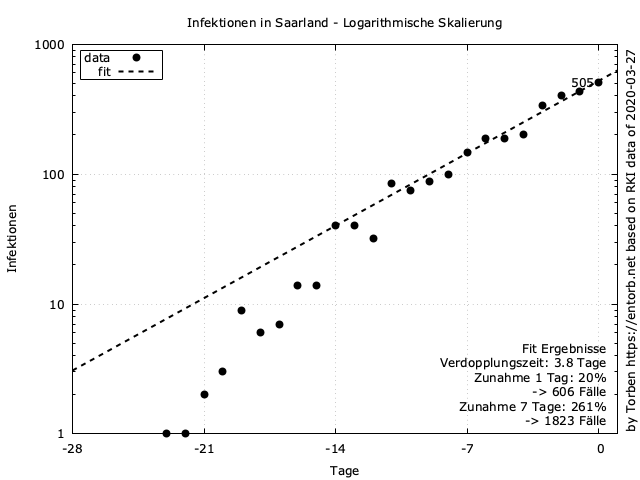 Infektionen in Saarland - Logarithmische Skalierung
1000
100
10
1
Infektionen
data
fit
505
Fit Ergebnisse
Verdopplungszeit: 3.8 Tage
Zunahme 1 Tag: 20%
-> 606 Fälle
Zunahme 7 Tage: 261%
-> 1823 Fälle
-28 -21 -14 -7 0
Tage
by Torben https://entorb.net based on RKI data of 2020-03-27